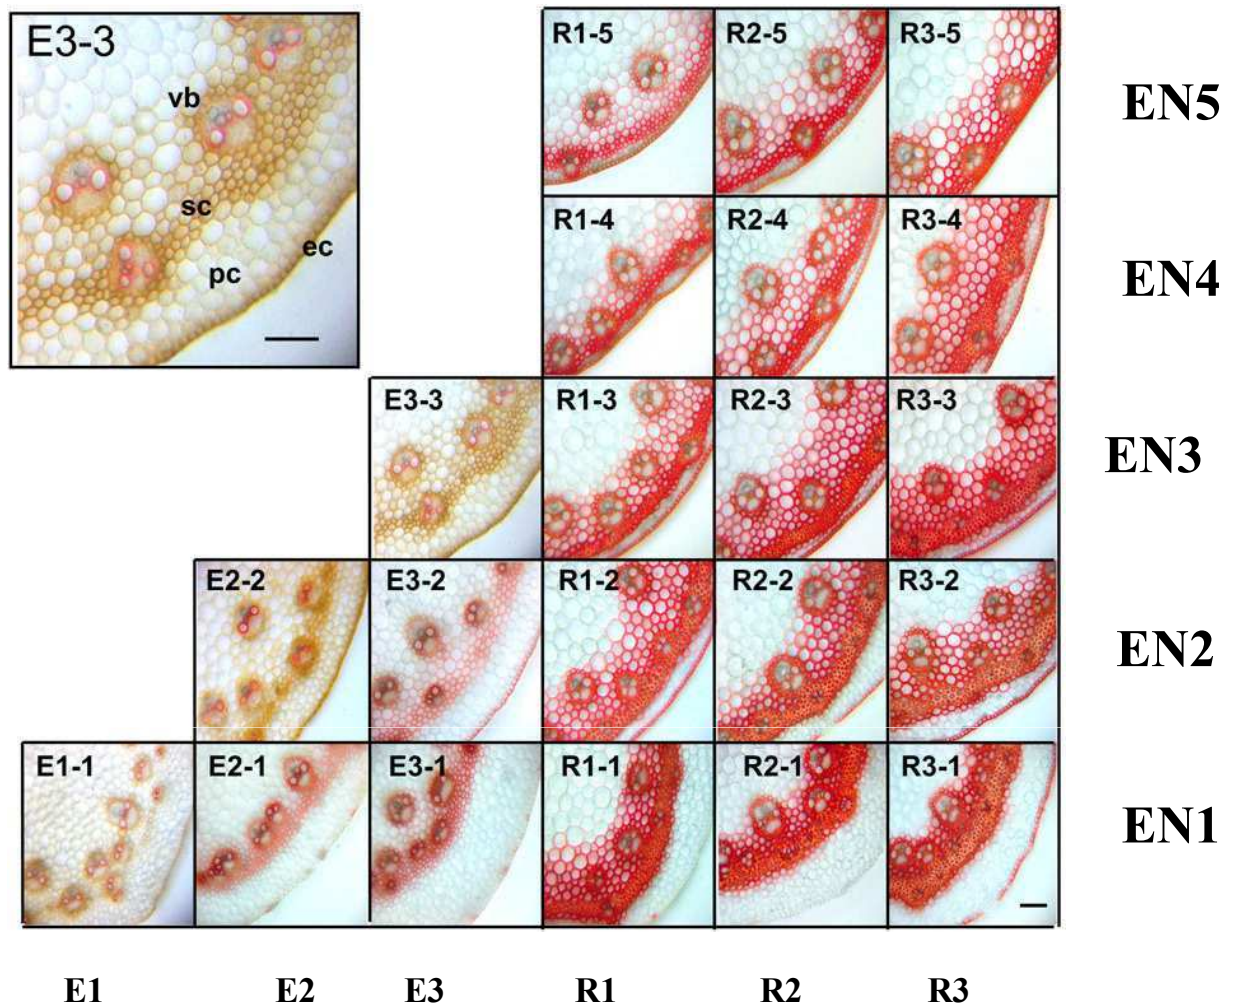 E3-3
vb
sc
ec
pc
R1-5 R2-5 R3-5 EN5
R1-4 R2-4 R3-4 EN4
E3-3 R1-3 R2-3 R3-3 EN3
E2-2 E3-2 R1-2 R2-2 R3-2 EN2
E1-1 E2-1 E3-1 R1-1 R2-1 R3-1 EN1
E1 E2 E3 R1 R2 R3